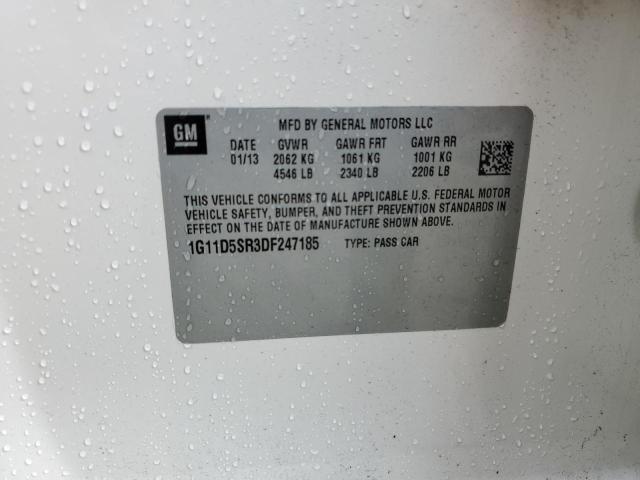 GM
MFD BY GENERAL MOTORS LLC
DATE GVWR GAWR FRT GAWR RR
01/13 2062 KG 1061 KG 1001 KG
4546 LB 2340 LB 2206 LB
THIS VEHICLE CONFORMS TO ALL APPLICABLE U.S. FEDERAL MOTOR
VEHICLE SAFETY, BUMPER, AND THEFT PREVENTION STANDARDS IN
EFFECT ON THE DATE OF MANUFACTURE SHOWN ABOVE.
1G11D5SR3DF247185 TYPE: PASS CAR